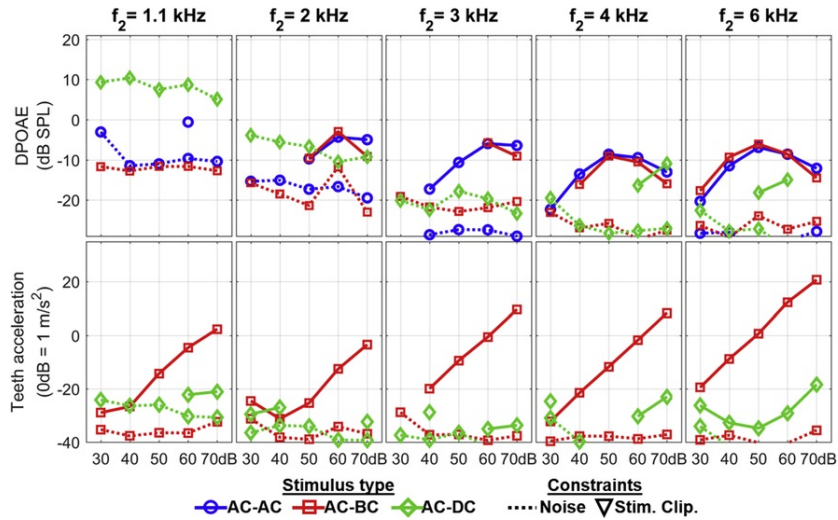 f2= 1.1 kHz f2= 2 kHz f2= 3 kHz f2= 4 kHz f2= 6 kHz
20
10
0
-10
-20
DPOAE
(dB SPL)
20
0
-20
-40
Teeth acceleration
(0dB = 1 m/s2)
30 40 50 60 70dB 30 40 50 60 70dB 30 40 50 60 70dB 30 40 50 60 70dB 30 40 50 60 70dB
Stimulus type Constraints
AC-AC AC-BC AC-DC Noise Stim. Clip.